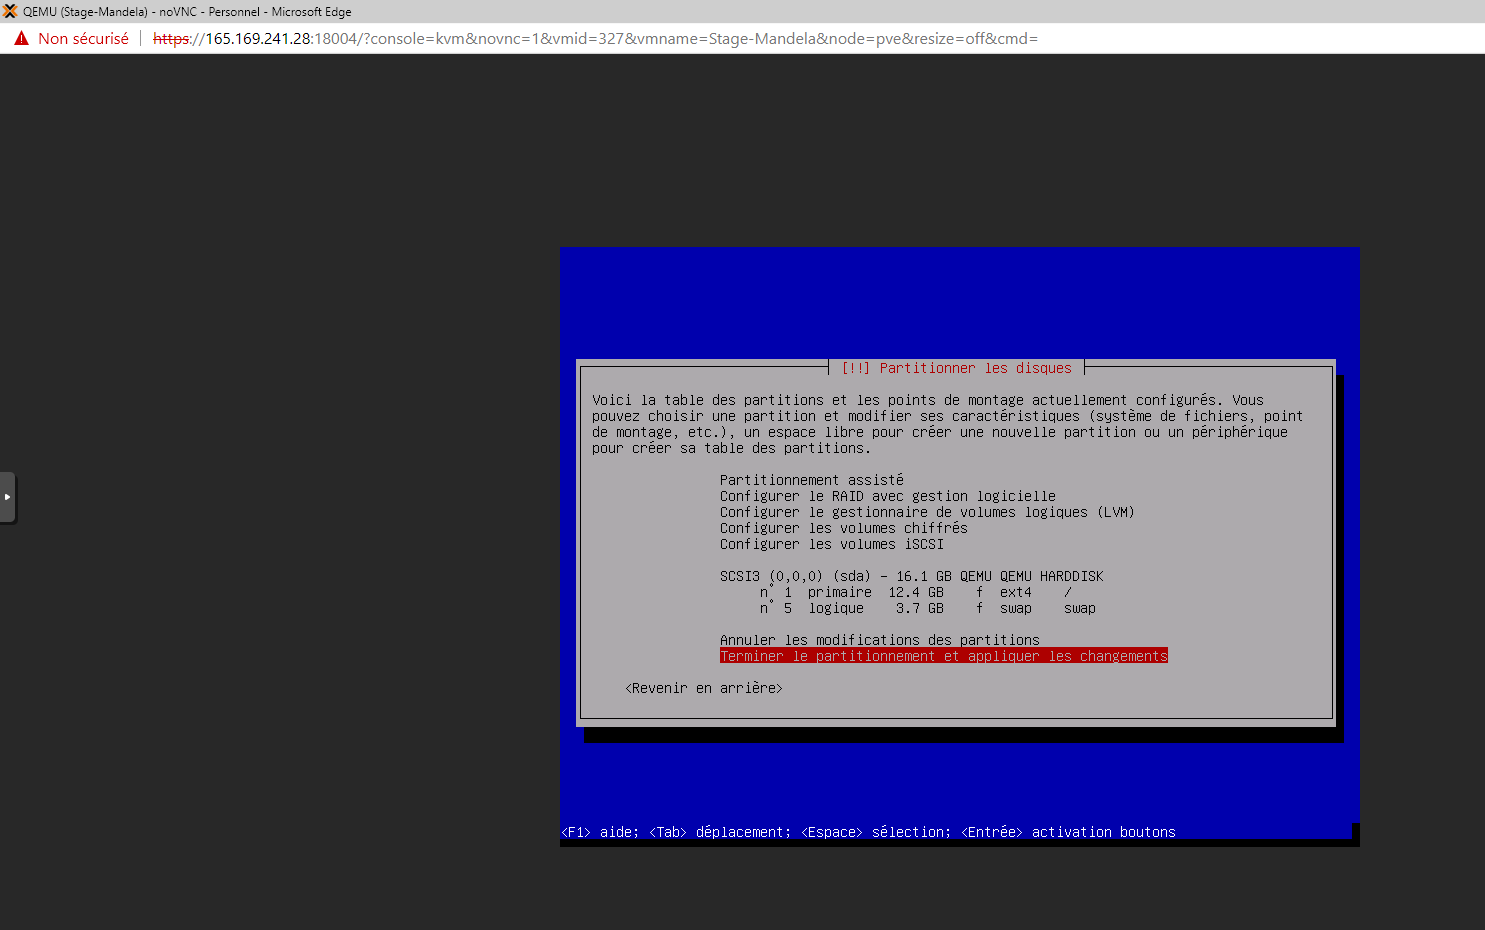 QEMU (Stage-Mandela) - noVNC - Personnel - Microsoft Edge
Non sécurisé https://165.169.241.28:18004/?console=kvm&novnc=1&vmid=327&vmname=Stage-Mandela&node=pve&resize=off&cmd=
[!!] Partitionner les disques
Voici la table des partitions et les points de montage actuellement configurés. Vous
pouvez choisir une partition et modifier ses caractéristiques (système de fichiers, point
de montage, etc.), un espace libre pour créer une nouvelle partition ou un périphérique
pour créer sa table des partitions.
Partitionnement assisté
Configurer le RAID avec gestion logicielle
Configurer le gestionnaire de volumes logiques (LVM)
Configurer les volumes chiffrés
Configurer les volumes iSCSI
SCSI3 (0,0,0) (sda) - 16.1 GB QEMU QEMU HARDDISK
n° 1 primaire 12.4 GB f ext4 /
n° 5 logique 3.7 GB f swap swap
Annuler les modifications des partitions
Terminer le partitionnement et appliquer les changements
<Revenir en arrière>
<F1> aide; <Tab> déplacement; <Espace> sélection; <Entrée> activation boutons